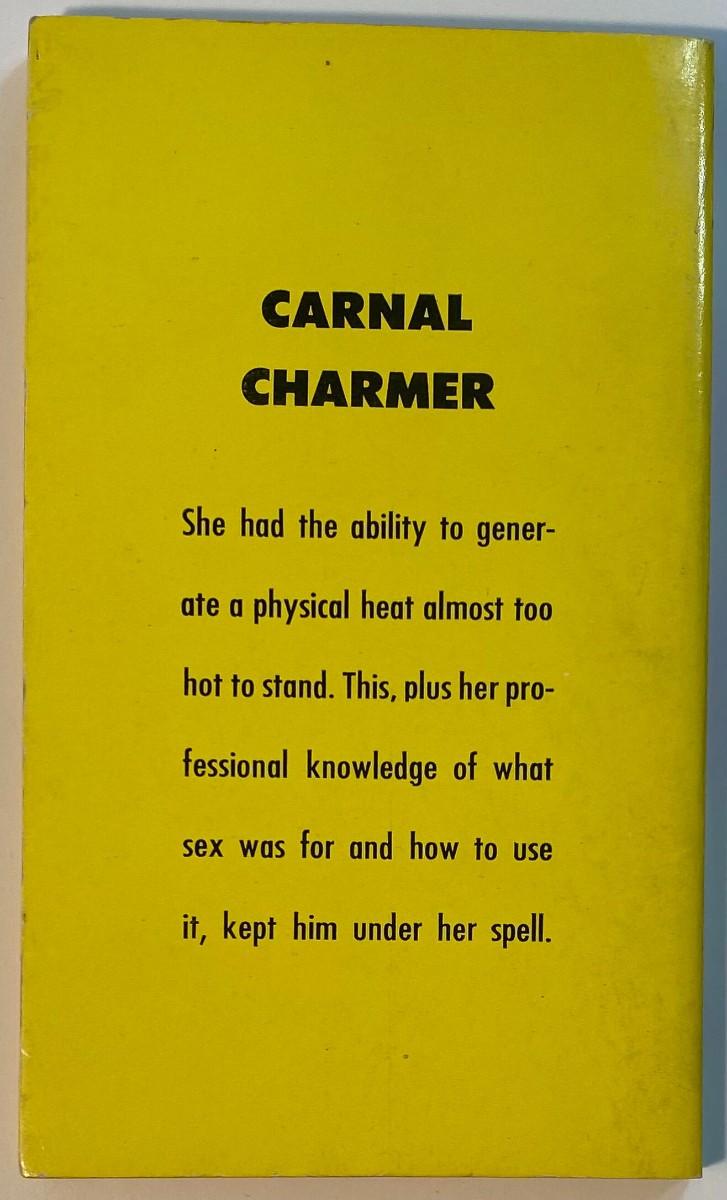 CARNAL
CHARMER
She had the ability to gener-
ate a physical heat almost too
hot to stand. This, plus her pro-
fessional knowledge of what
sex was for and how to use
it, kept him under her spell.